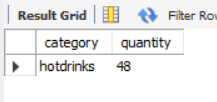 Result Grid Filter Ro
category quantity
hotdrinks 48